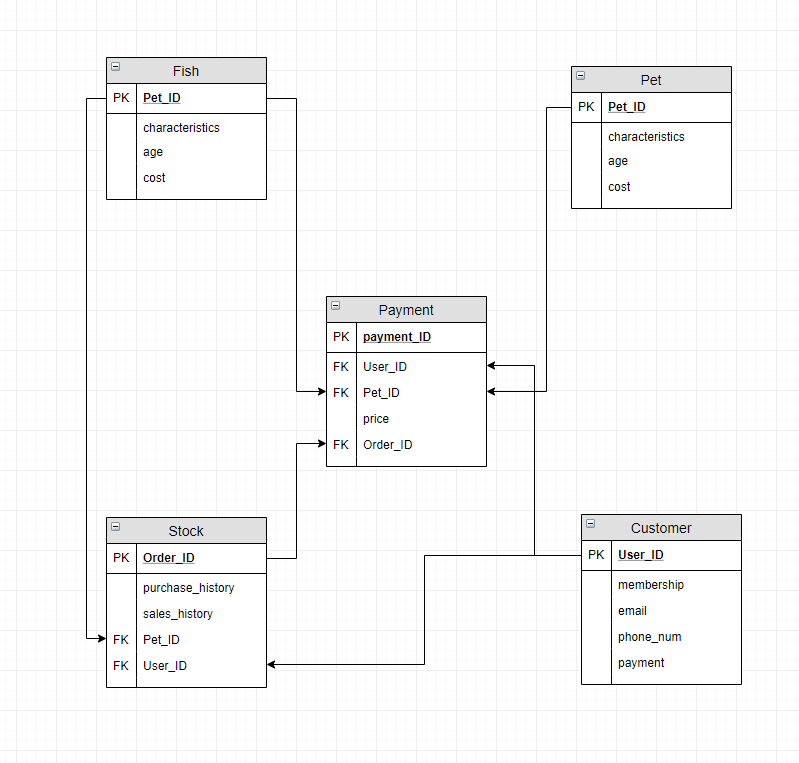 Fish
PK Pet_ID
characteristics
age
cost
Pet
PK Pet_ID
characteristics
age
cost
Payment
PK payment_ID
FK User_ID
FK Pet_ID
price
FK Order_ID
Stock
PK Order_ID
purchase_history
sales_history
FK Pet_ID
FK User_ID
Customer
PK User_ID
membership
email
phone_num
payment